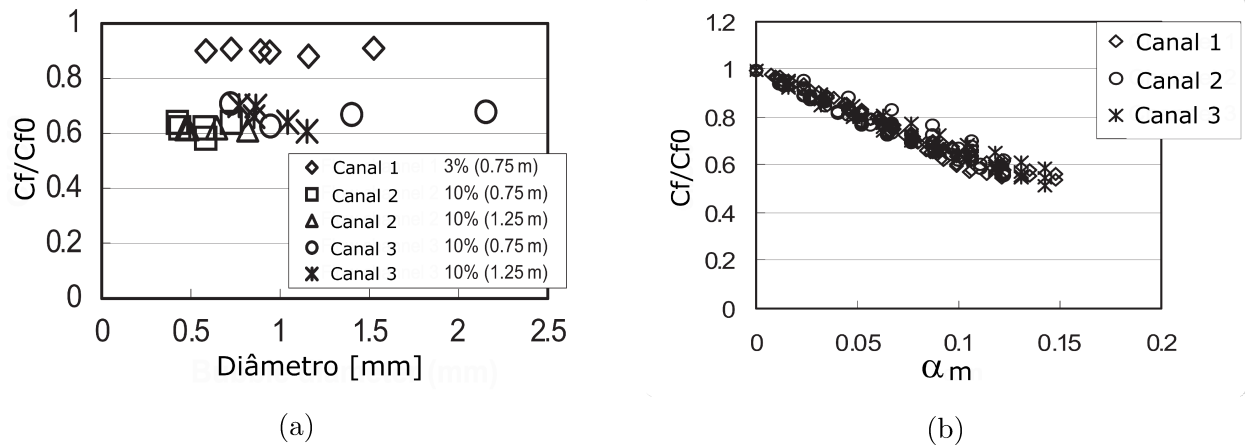 1
0.8
0.6
0.4
0.2
0
Cf/Cf0
0 0.5 1 1.5 2 2.5
Diâmetro [mm]
Canal 1 3% (0.75 m)
Canal 2 10% (0.75 m)
Canal 2 10% (1.25 m)
Canal 3 10% (0.75 m)
Canal 3 10% (1.25 m)
(a)
1.2
1
0.8
0.6
0.4
0.2
0
Cf/Cf0
0 0.05 0.1 0.15 0.2
α m
Canal 1
Canal 2
Canal 3
(b)